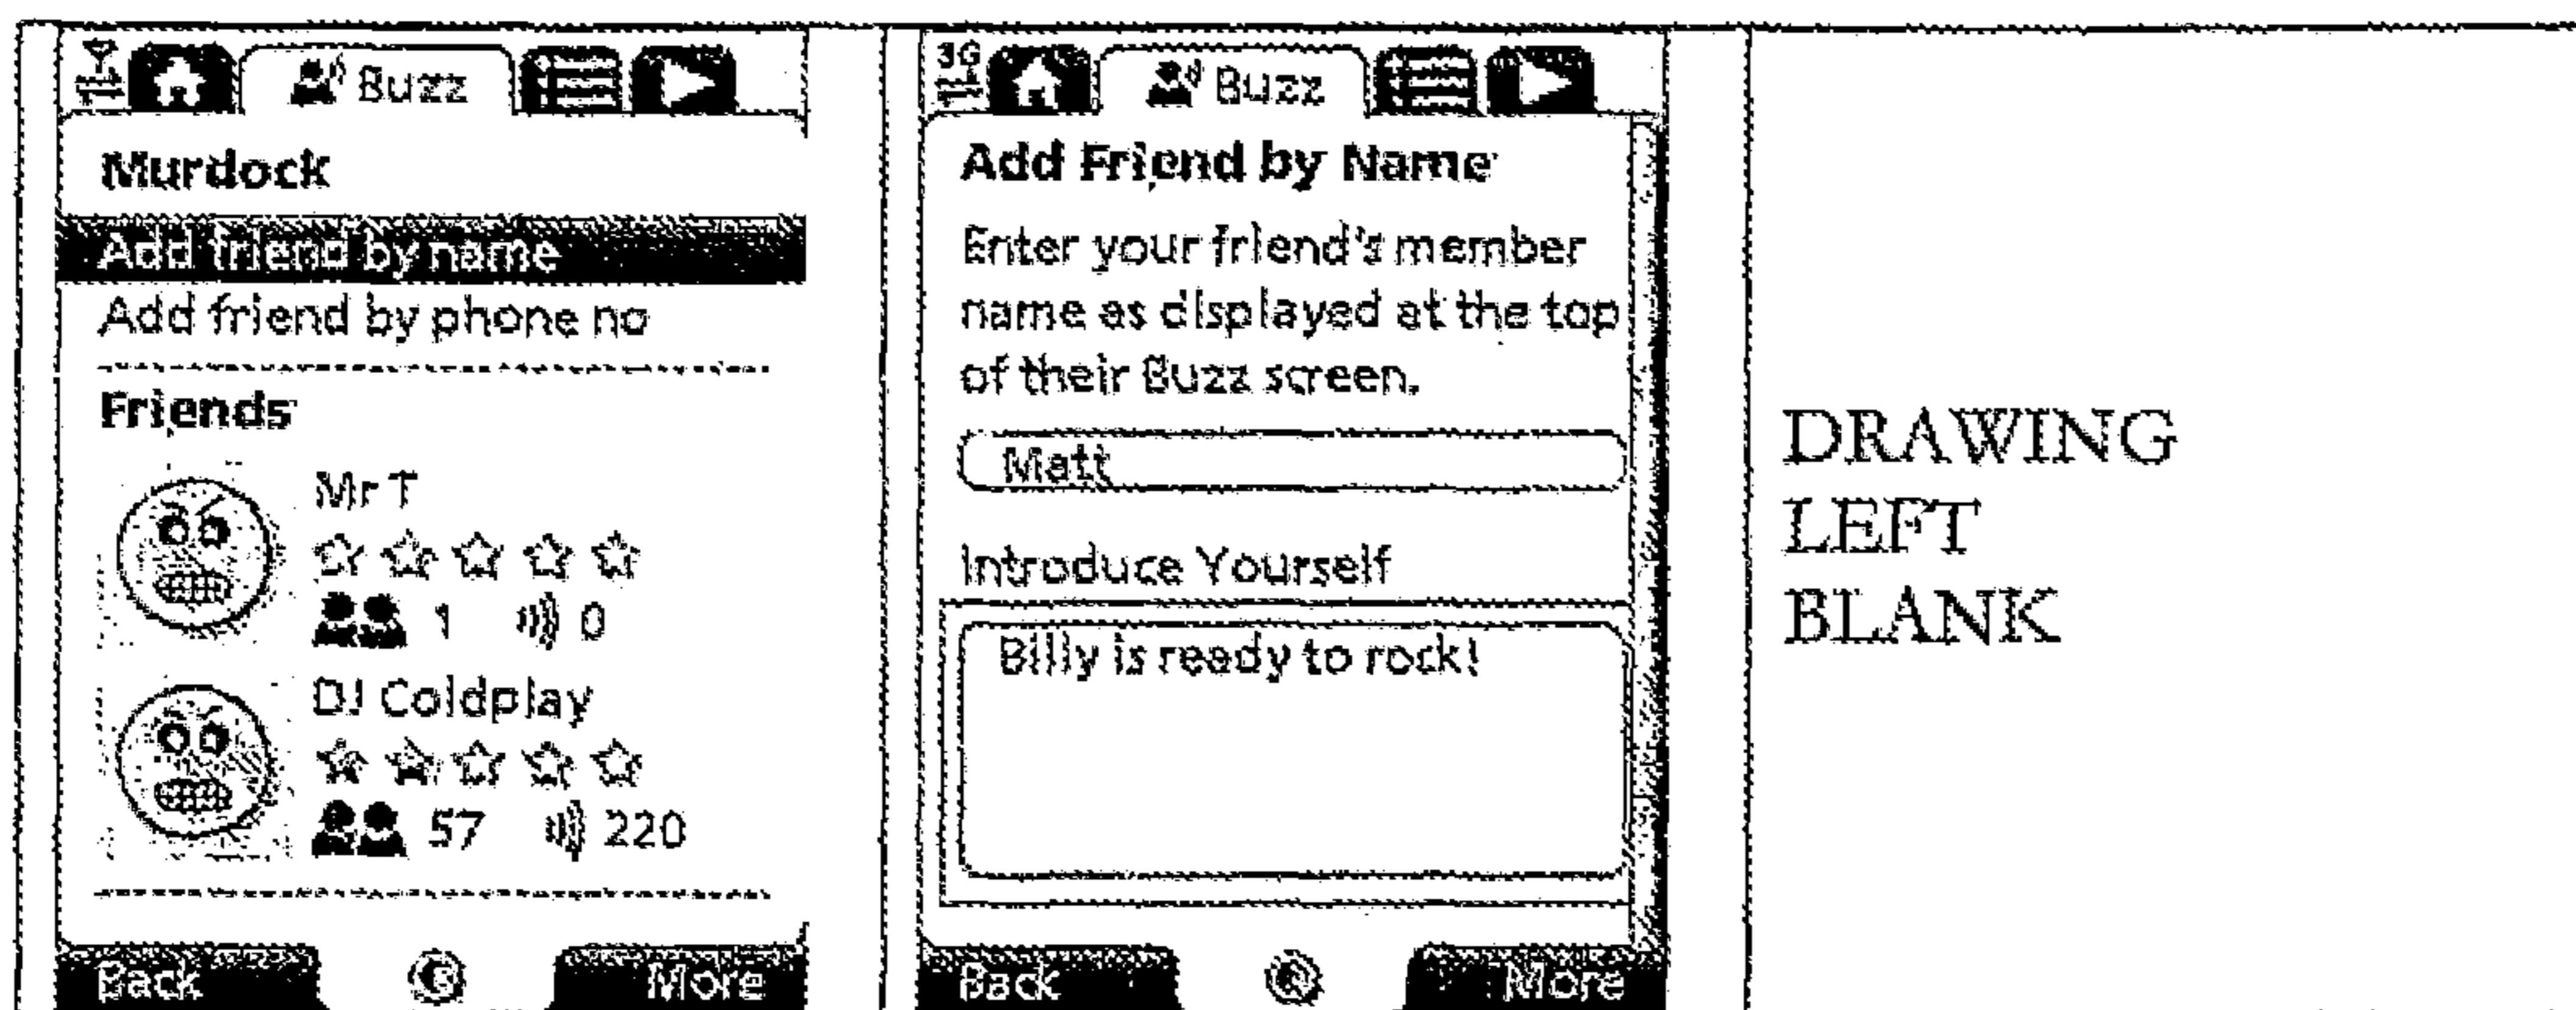 Buzz
Murdock
Add friend by name
Add friend by phone no
Friends
Mr T
1 0
DJ Coldplay
57 220
Back More
3G
Buzz
Add Friend by Name
Enter your friend's member
name as displayed at the top
of their Buzz screen.
Matt
Introduce Yourself
Billy is ready to rock!
Back More
DRAWING
LEFT
BLANK